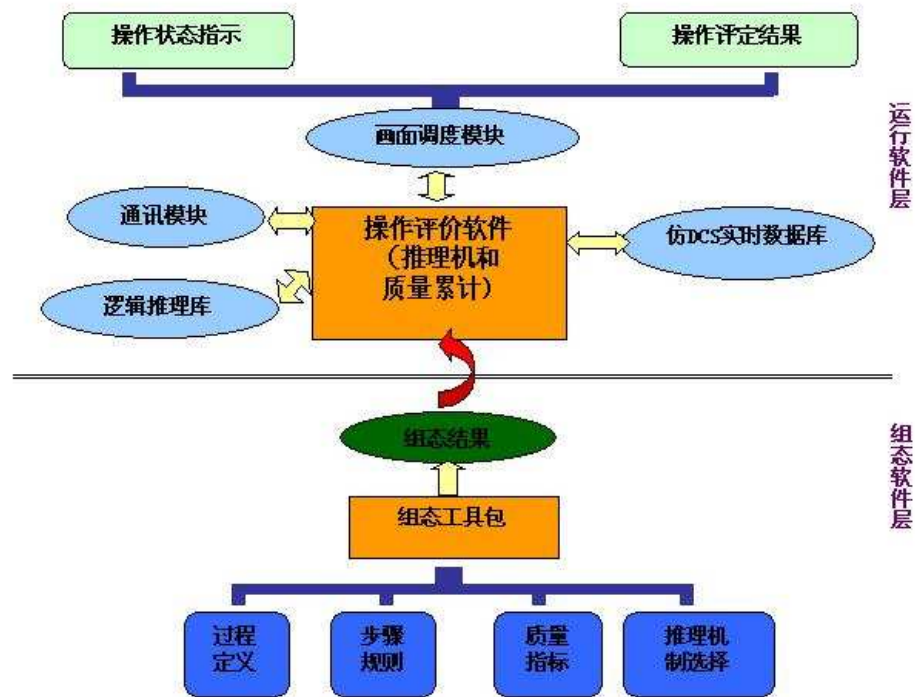 操作状态指示
操作评定结果
画面调度模块
运行软件层
通讯模块
操作评价软件
（推理机和
质量累计）
仿DCS实时数据库
逻辑推理库
组态结果
组态软件层
组态工具包
过程
定义
步骤
规则
质量
指标
推理机
制选择